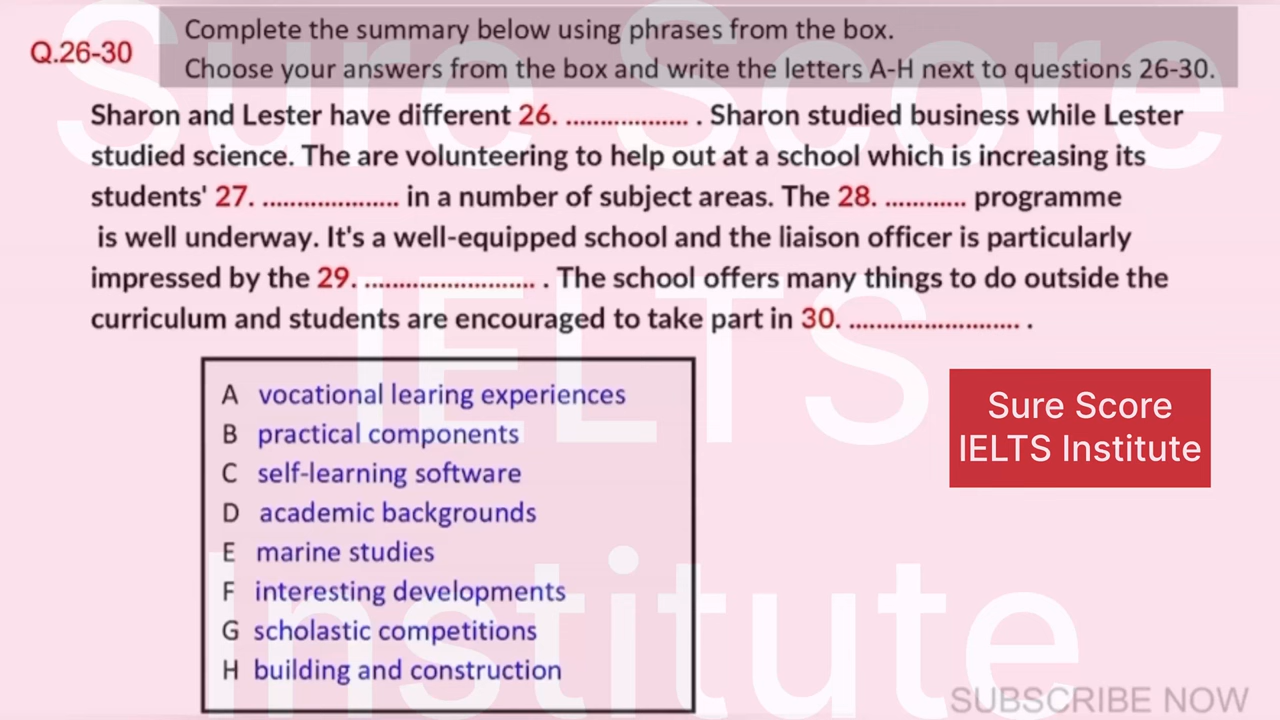 Q.26-30
Complete the summary below using phrases from the box.
Choose your answers from the box and write the letters A-H next to questions 26-30.
Sharon and Lester have different 26. .................. . Sharon studied business while Lester
studied science. The are volunteering to help out at a school which is increasing its
students' 27. .................... in a number of subject areas. The 28. ............ programme
is well underway. It's a well-equipped school and the liaison officer is particularly
impressed by the 29. ......................... . The school offers many things to do outside the
curriculum and students are encouraged to take part in 30. ......................... .
A vocational learing experiences
B practical components
C self-learning software
D academic backgrounds
E marine studies
F interesting developments
G scholastic competitions
H building and construction
Sure Score
IELTS Institute
Sure Score
IELTS
Institute
SUBSCRIBE NOW